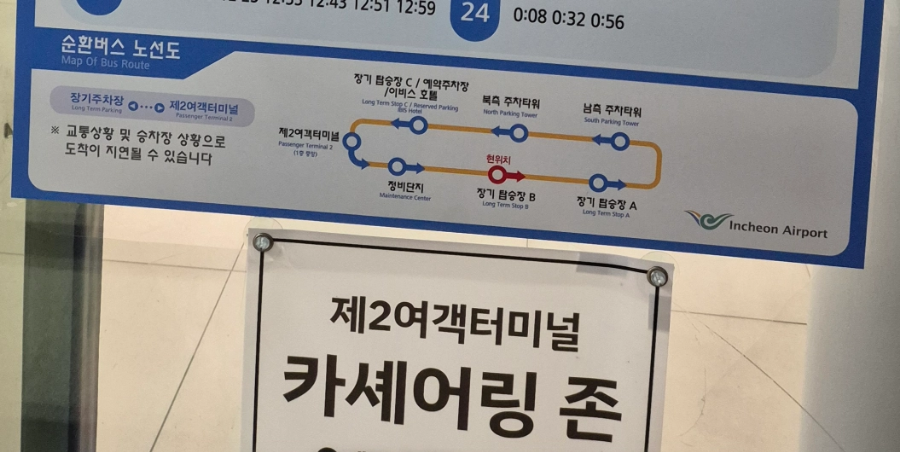 12:35 12:43 12:51 12:59
24 0:08 0:32 0:56
순환버스 노선도
Map Of Bus Route
장기주차장 제2여객터미널
Long Term Parking Passenger Terminal 2
※ 교통상황 및 승차장 상황으로
도착이 지연될 수 있습니다
장기 탑승장 C / 예약주차장
/이비스 호텔
Long Term Stop C / Reserved Parking
IBIS Hotel
북측 주차타워
North Parking Tower
남측 주차타워
South Parking Tower
제2여객터미널
Passenger Terminal 2
(1층 중앙)
정비단지
Maintenance Center
현위치
장기 탑승장 B
Long Term Stop B
장기 탑승장 A
Long Term Stop A
Incheon Airport
제2여객터미널
카셰어링 존